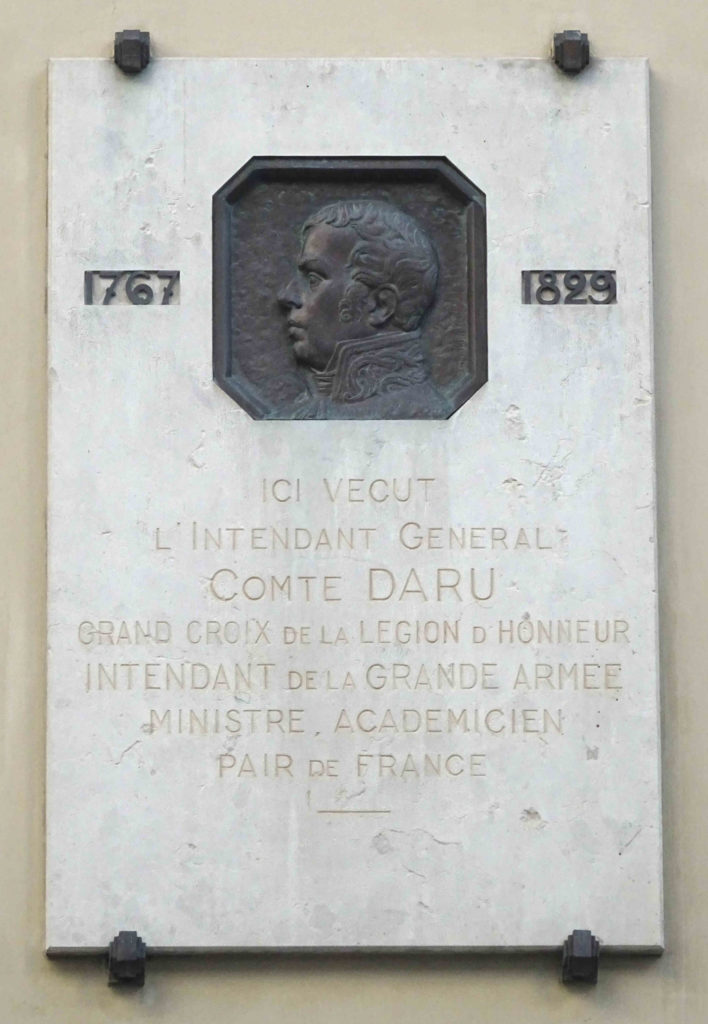 1767
1829
ICI VECUT
L'INTENDANT GENERAL
COMTE DARU
GRAND CROIX DE LA LEGION D'HONNEUR
INTENDANT DE LA GRANDE ARMEE
MINISTRE, ACADEMICIEN
PAIR DE FRANCE